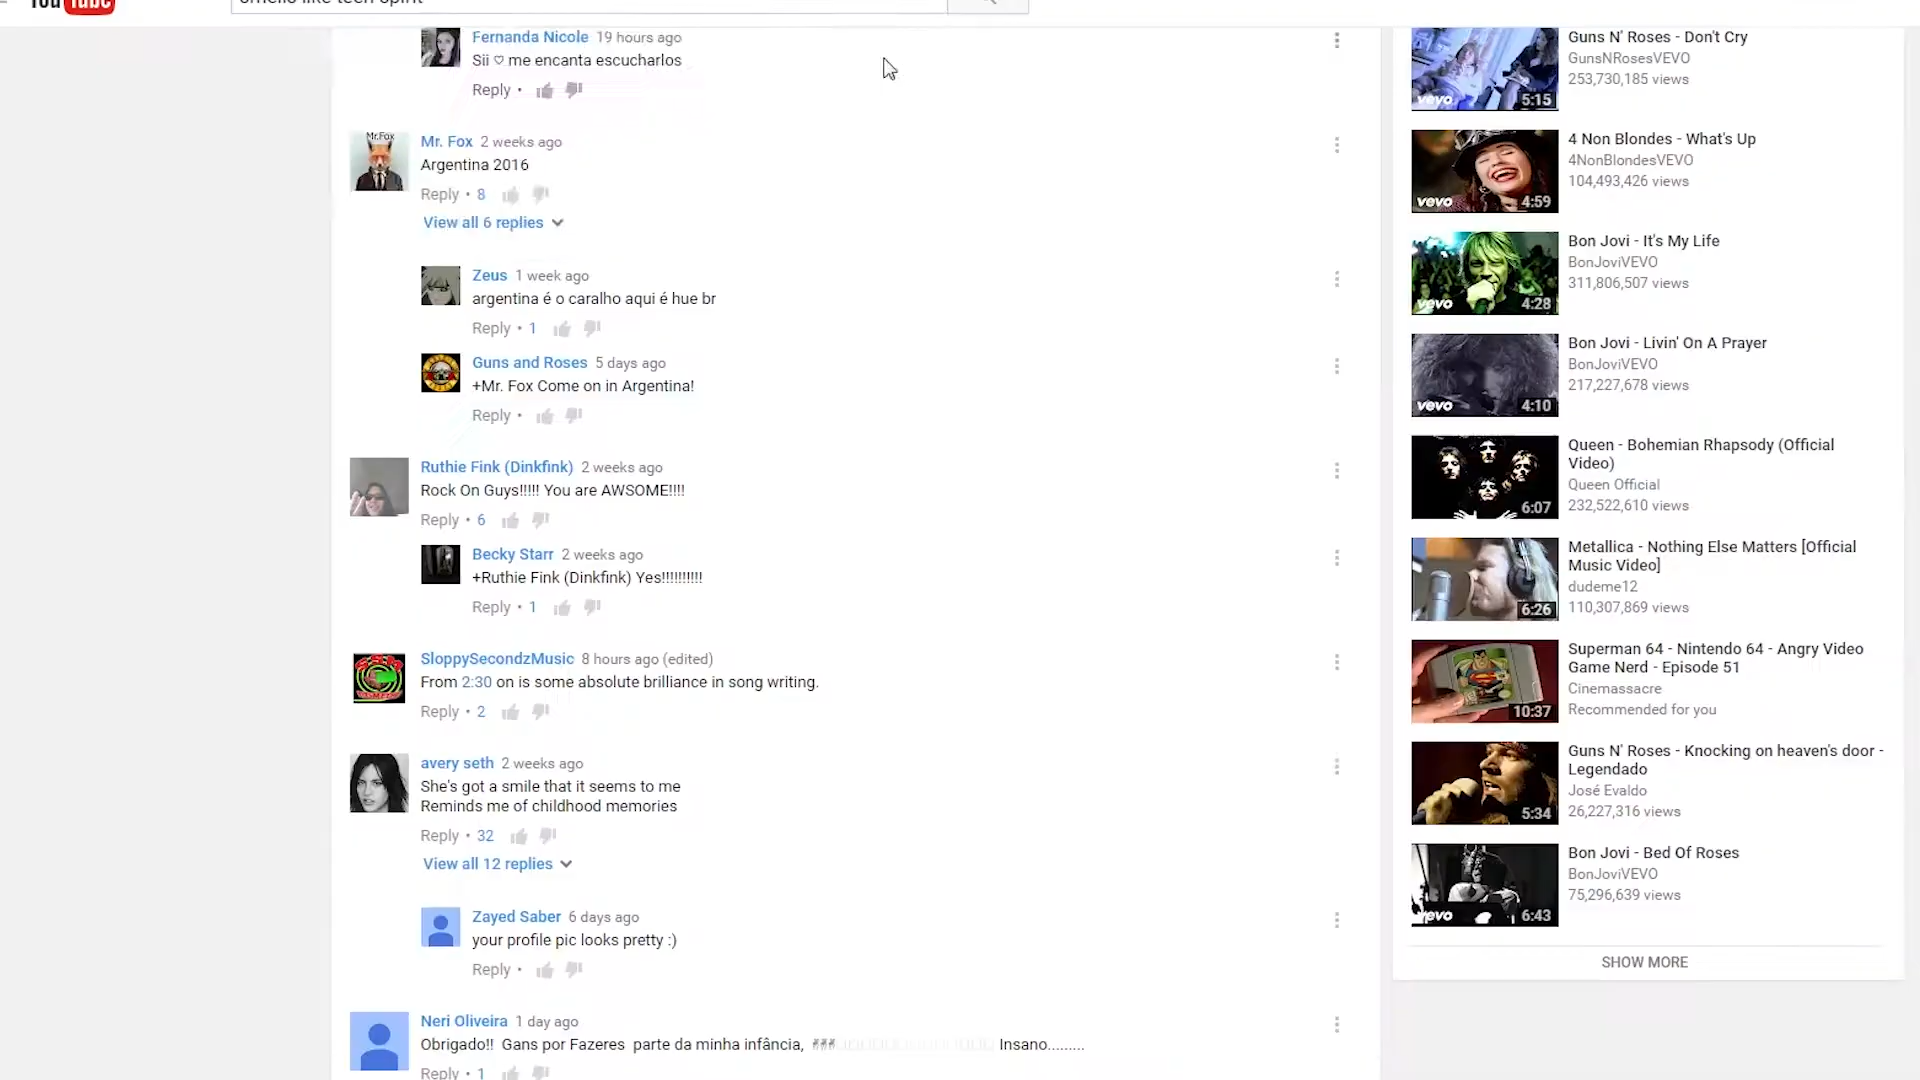 YouTube
smells like teen spirit
Fernanda Nicole 19 hours ago
Sii ♡ me encanta escucharlos
Reply •
Mr.Fox
Mr. Fox 2 weeks ago
Argentina 2016
Reply • 8
View all 6 replies
Zeus 1 week ago
argentina é o caralho aqui é hue br
Reply • 1
Guns and Roses 5 days ago
+Mr. Fox Come on in Argentina!
Reply •
Ruthie Fink (Dinkfink) 2 weeks ago
Rock On Guys!!!!! You are AWSOME!!!!
Reply • 6
Becky Starr 2 weeks ago
+Ruthie Fink (Dinkfink) Yes!!!!!!!!!!
Reply • 1
SloppySecondzMusic 8 hours ago (edited)
From 2:30 on is some absolute brilliance in song writing.
Reply • 2
avery seth 2 weeks ago
She's got a smile that it seems to me
Reminds me of childhood memories
Reply • 32
View all 12 replies
Zayed Saber 6 days ago
your profile pic looks pretty :)
Reply •
Neri Oliveira 1 day ago
Obrigado!! Gans por Fazeres parte da minha infância, Insano.........
Reply • 1
Guns N' Roses - Don't Cry
GunsNRosesVEVO
253,730,185 views
vevo
5:15
4 Non Blondes - What's Up
4NonBlondesVEVO
104,493,426 views
vevo
4:59
Bon Jovi - It's My Life
BonJoviVEVO
311,806,507 views
vevo
4:28
Bon Jovi - Livin' On A Prayer
BonJoviVEVO
217,227,678 views
vevo
4:10
Queen - Bohemian Rhapsody (Official
Video)
Queen Official
232,522,610 views
6:07
Metallica - Nothing Else Matters [Official
Music Video]
dudeme12
110,307,869 views
6:26
Superman 64 - Nintendo 64 - Angry Video
Game Nerd - Episode 51
Cinemassacre
Recommended for you
10:37
Guns N' Roses - Knocking on heaven's door -
Legendado
José Evaldo
26,227,316 views
5:34
Bon Jovi - Bed Of Roses
BonJoviVEVO
75,296,639 views
vevo
6:43
SHOW MORE